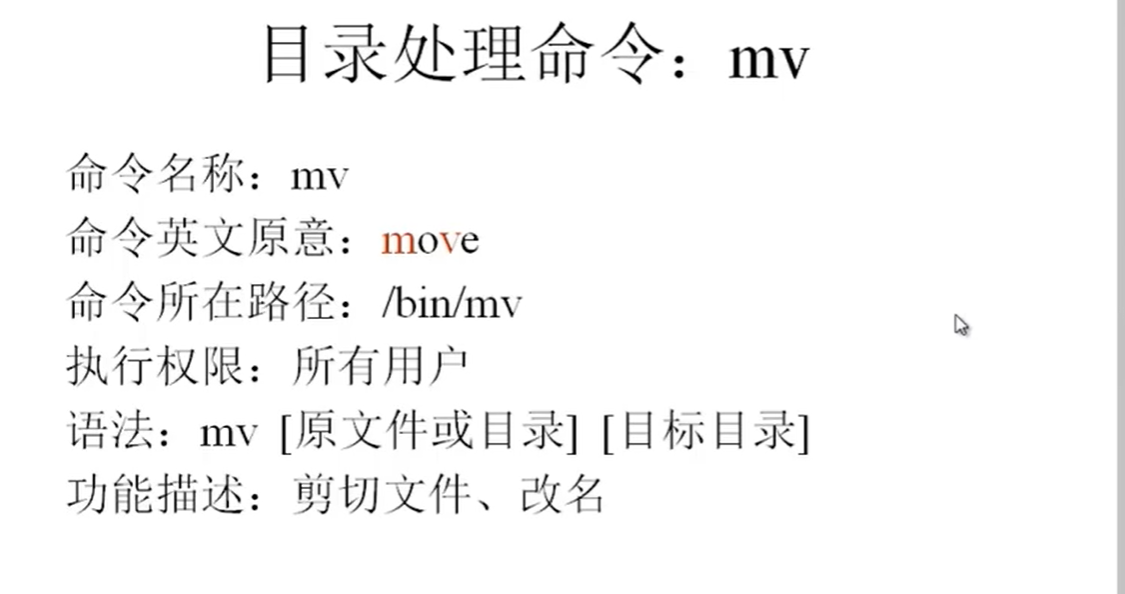 目录处理命令：mv
命令名称：mv
命令英文原意：move
命令所在路径：/bin/mv
执行权限：所有用户
语法：mv [原文件或目录] [目标目录]
功能描述：剪切文件、改名